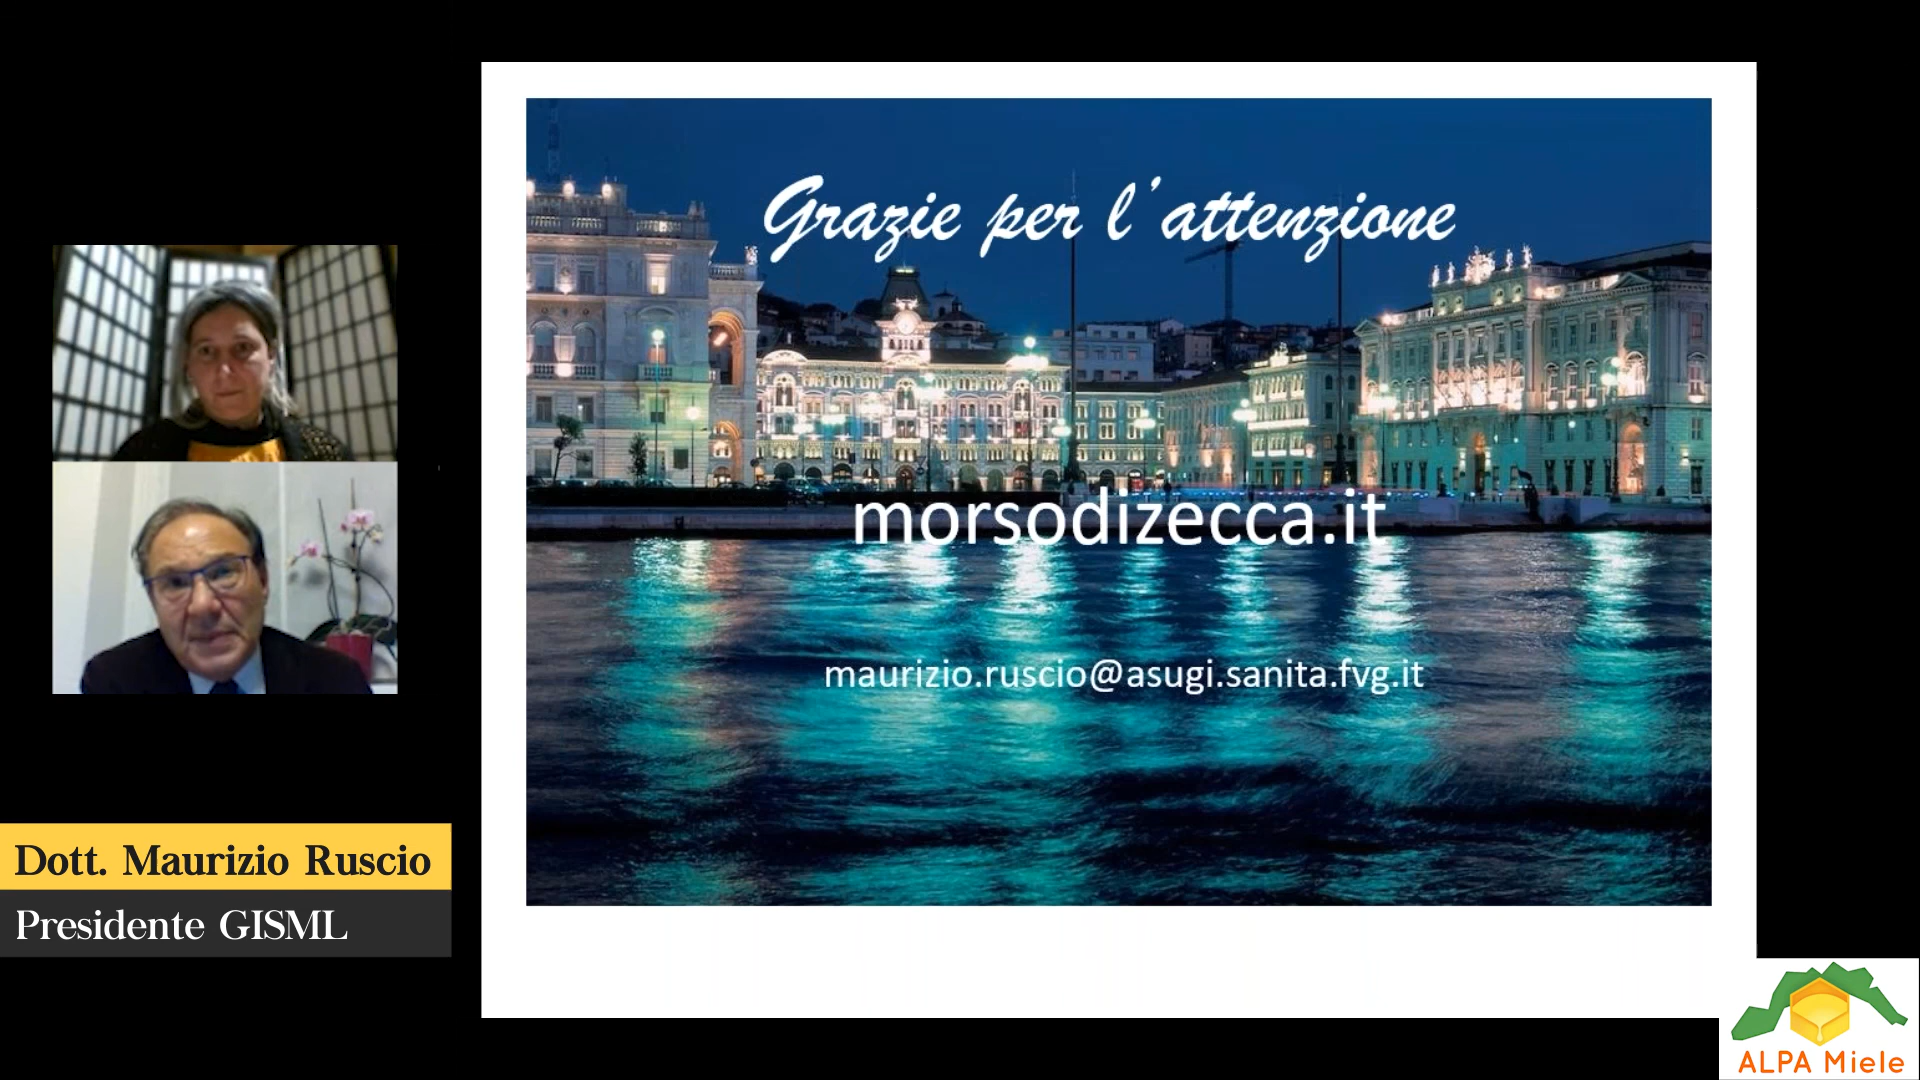 Grazie per l'attenzione
morsodizecca.it
maurizio.ruscio@asugi.sanita.fvg.it
Dott. Maurizio Ruscio
Presidente GISML
ALPA Miele